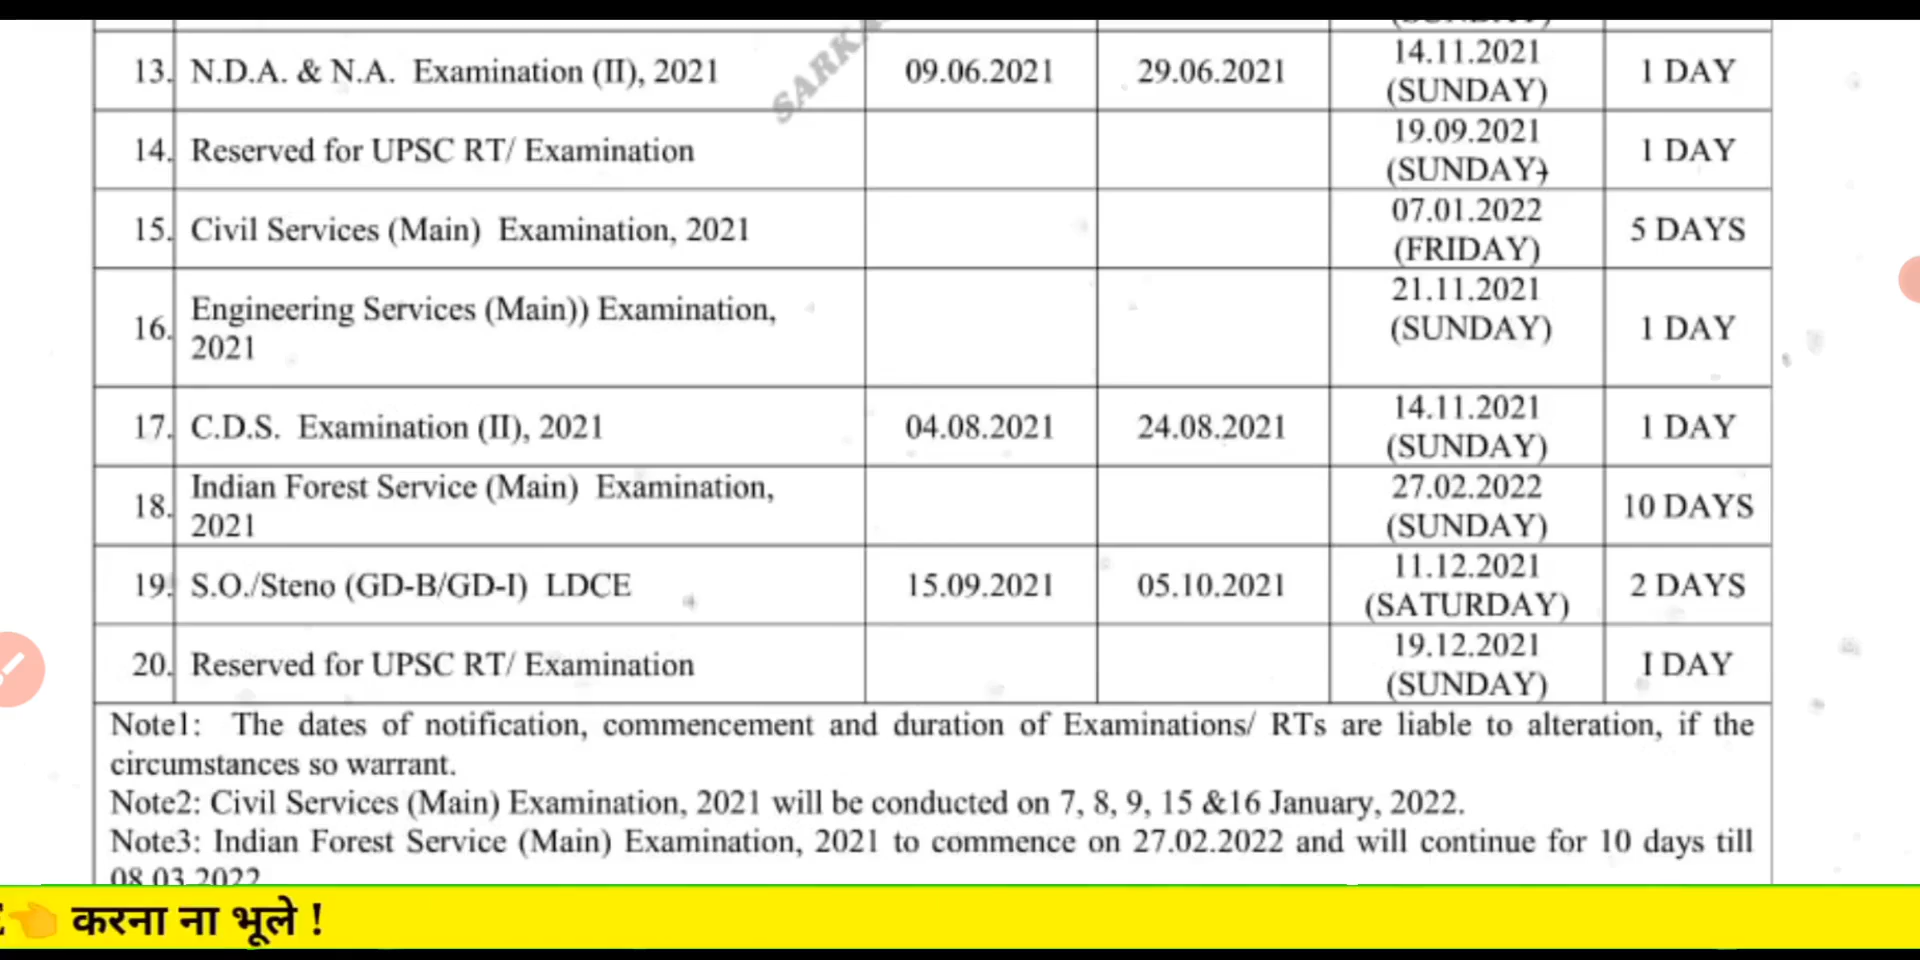 SARKA
13. N.D.A. & N.A. Examination (II), 2021 09.06.2021 29.06.2021 14.11.2021 (SUNDAY) 1 DAY
14. Reserved for UPSC RT/ Examination 19.09.2021 (SUNDAY) 1 DAY
15. Civil Services (Main) Examination, 2021 07.01.2022 (FRIDAY) 5 DAYS
16. Engineering Services (Main)) Examination, 2021 21.11.2021 (SUNDAY) 1 DAY
17. C.D.S. Examination (II), 2021 04.08.2021 24.08.2021 14.11.2021 (SUNDAY) 1 DAY
18. Indian Forest Service (Main) Examination, 2021 27.02.2022 (SUNDAY) 10 DAYS
19. S.O./Steno (GD-B/GD-I) LDCE 15.09.2021 05.10.2021 11.12.2021 (SATURDAY) 2 DAYS
20. Reserved for UPSC RT/ Examination 19.12.2021 (SUNDAY) I DAY
Note1: The dates of notification, commencement and duration of Examinations/ RTs are liable to alteration, if the
circumstances so warrant.
Note2: Civil Services (Main) Examination, 2021 will be conducted on 7, 8, 9, 15 &16 January, 2022.
Note3: Indian Forest Service (Main) Examination, 2021 to commence on 27.02.2022 and will continue for 10 days till
08.03.2022
करना ना भूले !